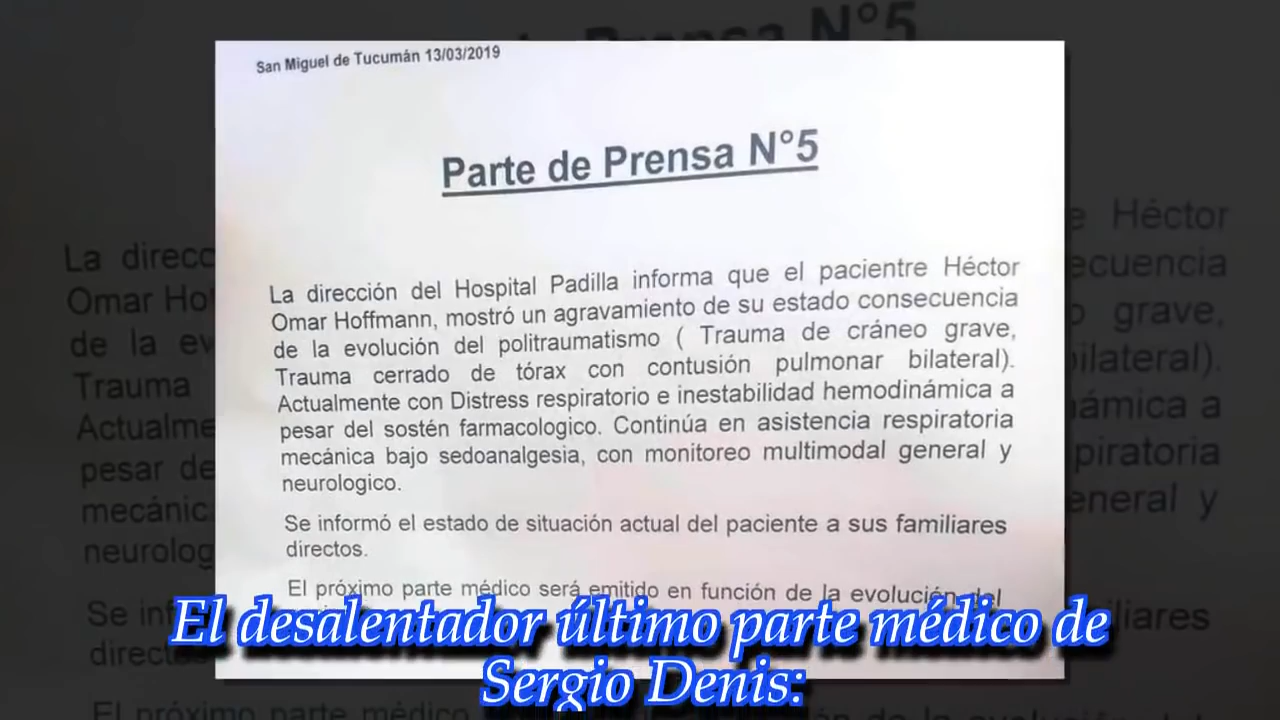 San Miguel de Tucumán 13/03/2019
Parte de Prensa N°5
La dirección del Hospital Padilla informa que el pacientre Héctor
Omar Hoffmann, mostró un agravamiento de su estado consecuencia
de la evolución del politraumatismo ( Trauma de cráneo grave,
Trauma cerrado de tórax con contusión pulmonar bilateral).
Actualmente con Distress respiratorio e inestabilidad hemodinámica a
pesar del sostén farmacologico. Continúa en asistencia respiratoria
mecánica bajo sedoanalgesia, con monitoreo multimodal general y
neurologico.
Se informó el estado de situación actual del paciente a sus familiares
directos.
El próximo parte médico será emitido en función de la evolución del
El desalentador último parte médico de
Sergio Denis: